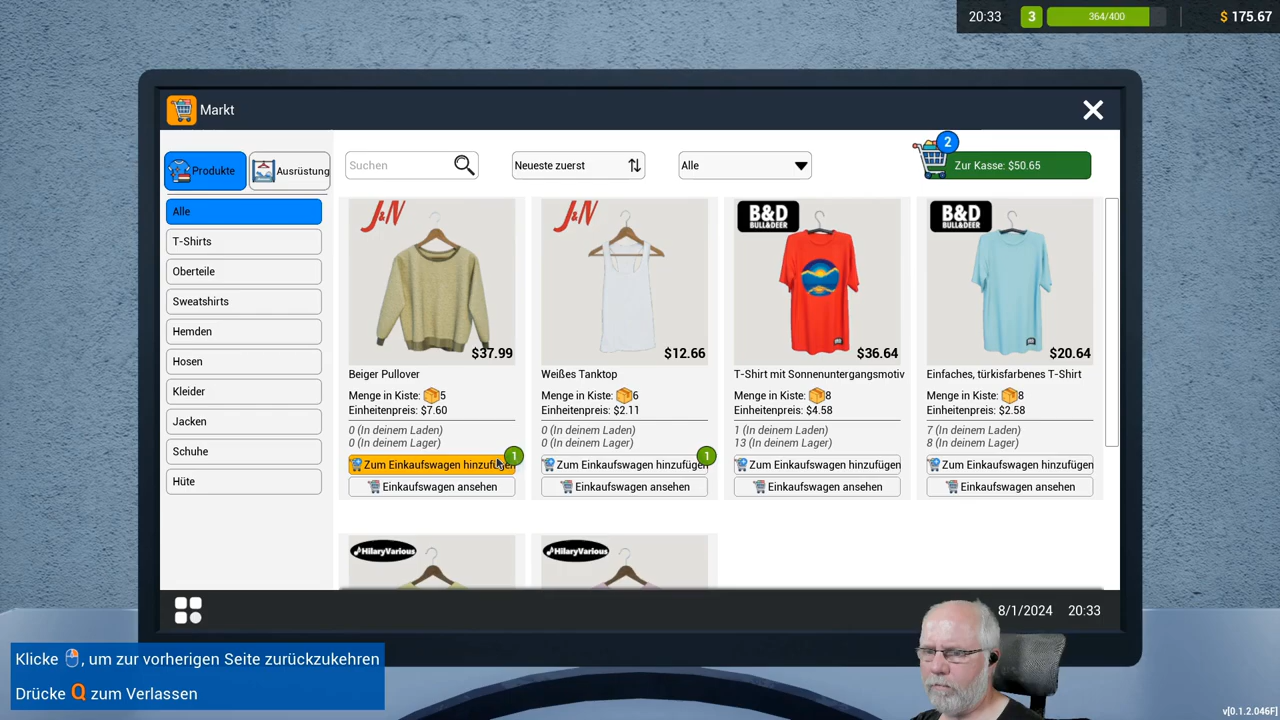 20:33 3 364/400 $ 175.67
Markt
Produkte Ausrüstung
Suchen Neueste zuerst Alle 2 Zur Kasse: $50.65
Alle
T-Shirts
Oberteile
Sweatshirts
Hemden
Hosen
Kleider
Jacken
Schuhe
Hüte
J&N
$37.99
Beiger Pullover
Menge in Kiste: 5
Einheitenpreis: $7.60
0 (In deinem Laden)
0 (In deinem Lager)
Zum Einkaufswagen hinzufügen 1
Einkaufswagen ansehen
J&N
$12.66
Weißes Tanktop
Menge in Kiste: 6
Einheitenpreis: $2.11
0 (In deinem Laden)
0 (In deinem Lager)
Zum Einkaufswagen hinzufügen 1
Einkaufswagen ansehen
B&D
BULL&DEER
$36.64
T-Shirt mit Sonnenuntergangsmotiv
Menge in Kiste: 8
Einheitenpreis: $4.58
1 (In deinem Laden)
13 (In deinem Lager)
Zum Einkaufswagen hinzufügen
Einkaufswagen ansehen
B&D
BULL&DEER
$20.64
Einfaches, türkisfarbenes T-Shirt
Menge in Kiste: 8
Einheitenpreis: $2.58
7 (In deinem Laden)
8 (In deinem Lager)
Zum Einkaufswagen hinzufügen
Einkaufswagen ansehen
HilaryVarious
HilaryVarious
8/1/2024 20:33
Klicke , um zur vorherigen Seite zurückzukehren
Drücke Q zum Verlassen
v[0.1.2.046F]